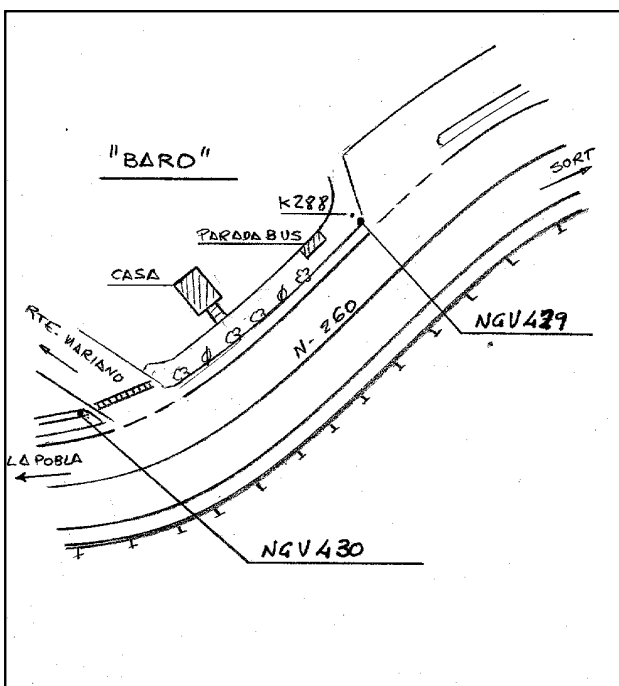 "BARO"
SORT
K288
PARADA BUS
CASA
RTE. MARIANO
N-260
NGV429
LA POBLA
NGV430